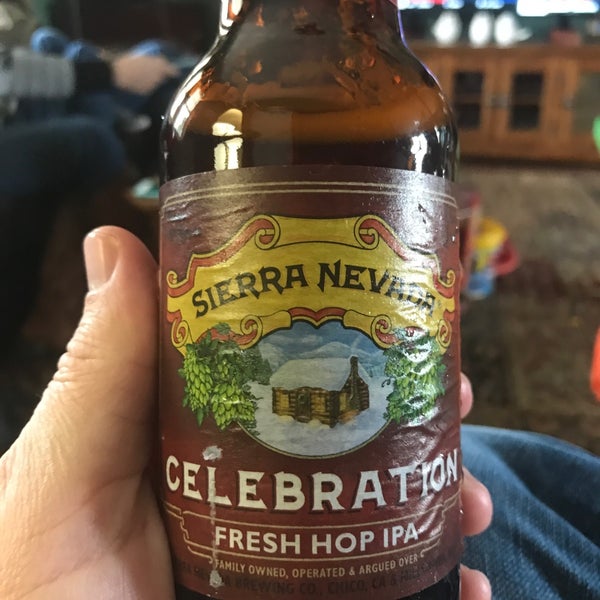 SIERRA NEVADA
CELEBRATION
FRESH HOP IPA
FAMILY OWNED, OPERATED & ARGUED OVER
BREWING CO., CHICO, CA &